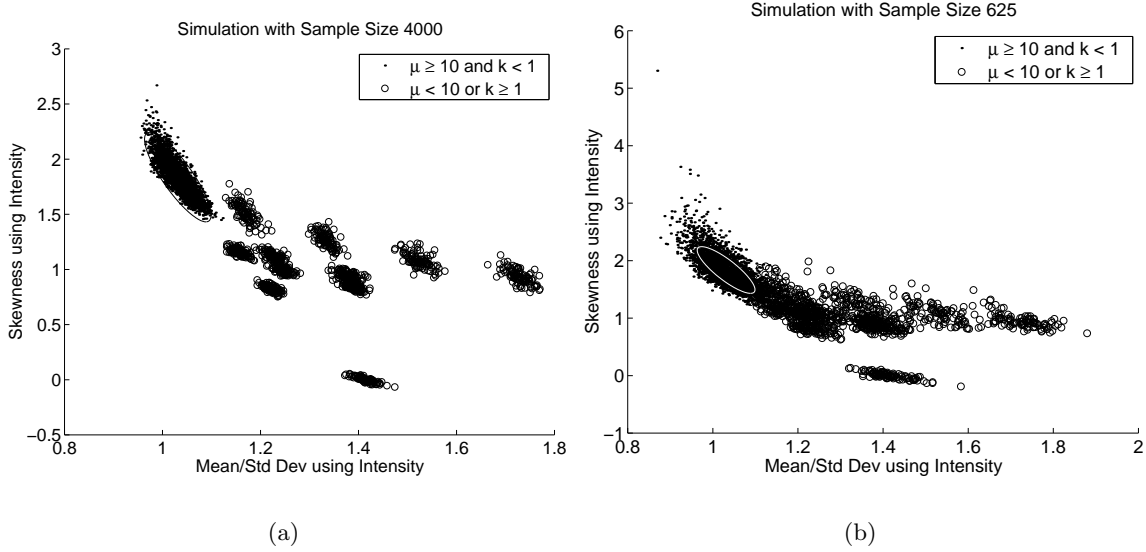 Simulation with Sample Size 4000
μ ≥ 10 and k < 1
μ < 10 or k ≥ 1
Skewness using Intensity
3
2.5
2
1.5
1
0.5
0
−0.5
0.8
1
1.2
1.4
1.6
1.8
Mean/Std Dev using Intensity
(a)
Simulation with Sample Size 625
μ ≥ 10 and k < 1
μ < 10 or k ≥ 1
Skewness using Intensity
6
5
4
3
2
1
0
−1
0.8
1
1.2
1.4
1.6
1.8
2
Mean/Std Dev using Intensity
(b)